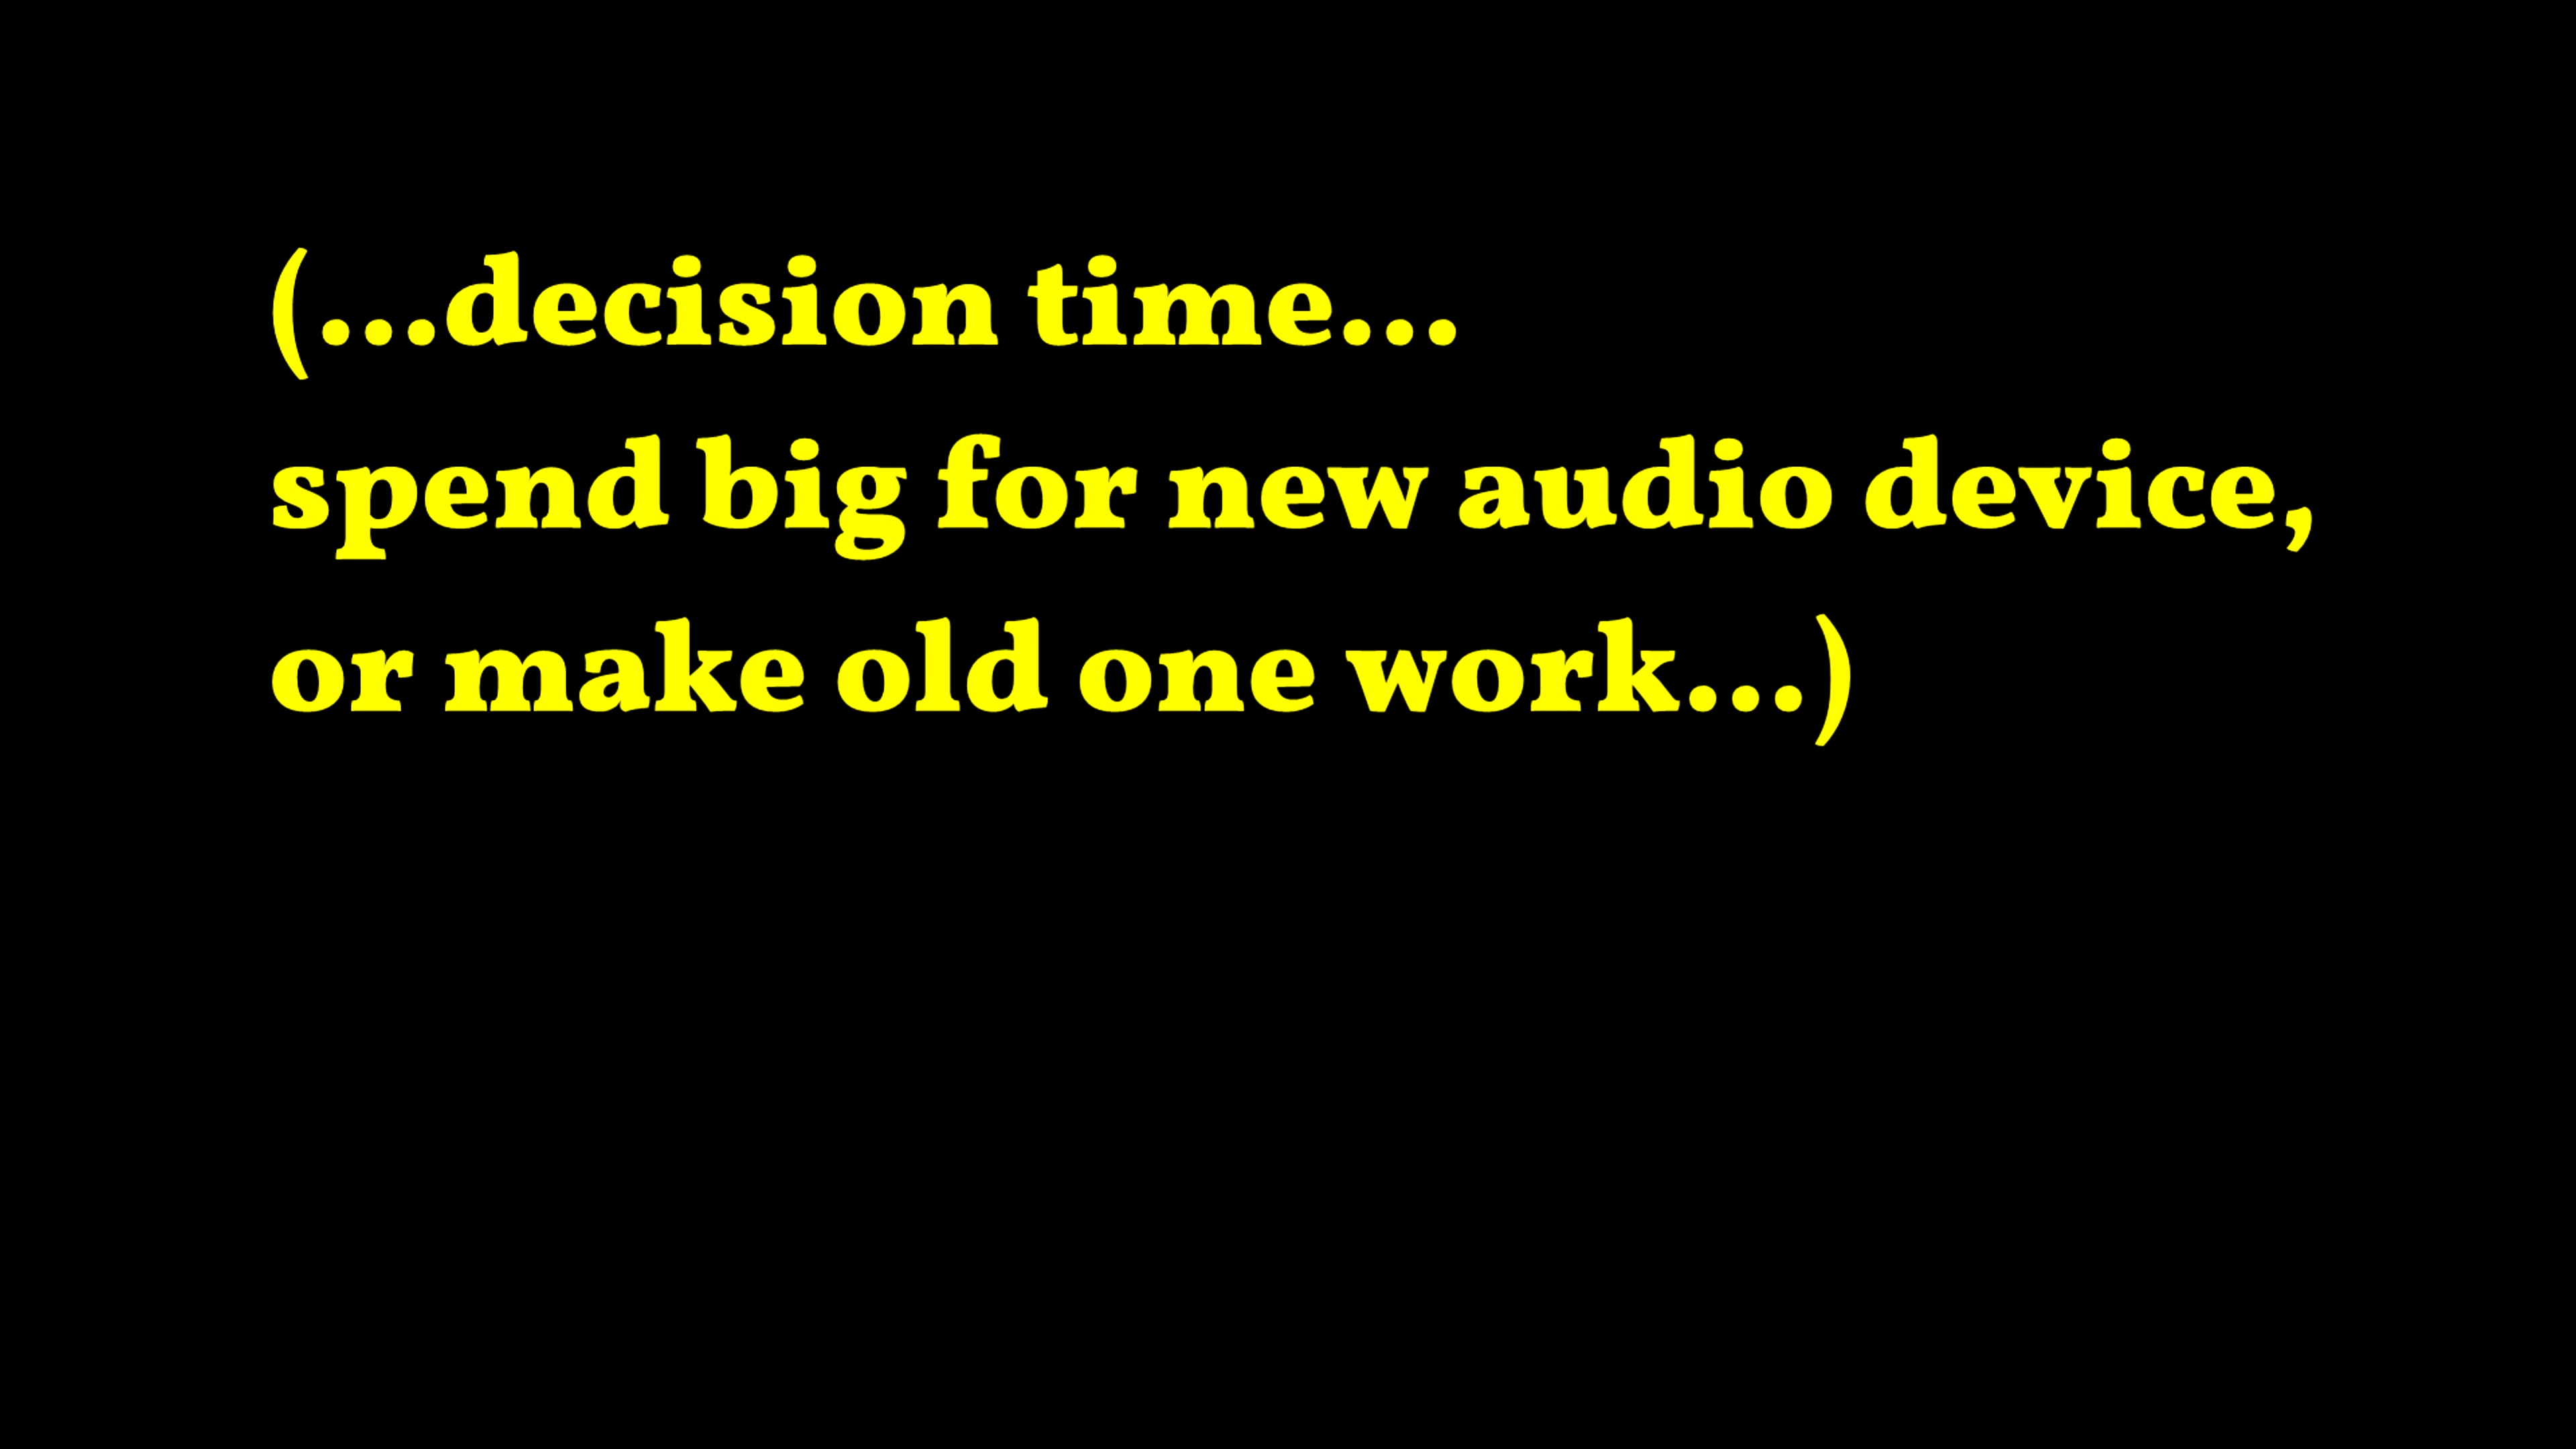 (...decision time...
spend big for new audio device,
or make old one work...)